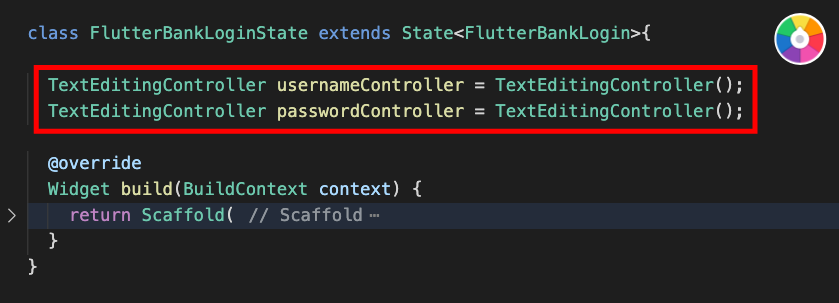 class FlutterBankLoginState extends State<FlutterBankLogin>{
TextEditingController usernameController = TextEditingController();
TextEditingController passwordController = TextEditingController();
@override
Widget build(BuildContext context) {
return Scaffold( // Scaffold ⋯
}
}